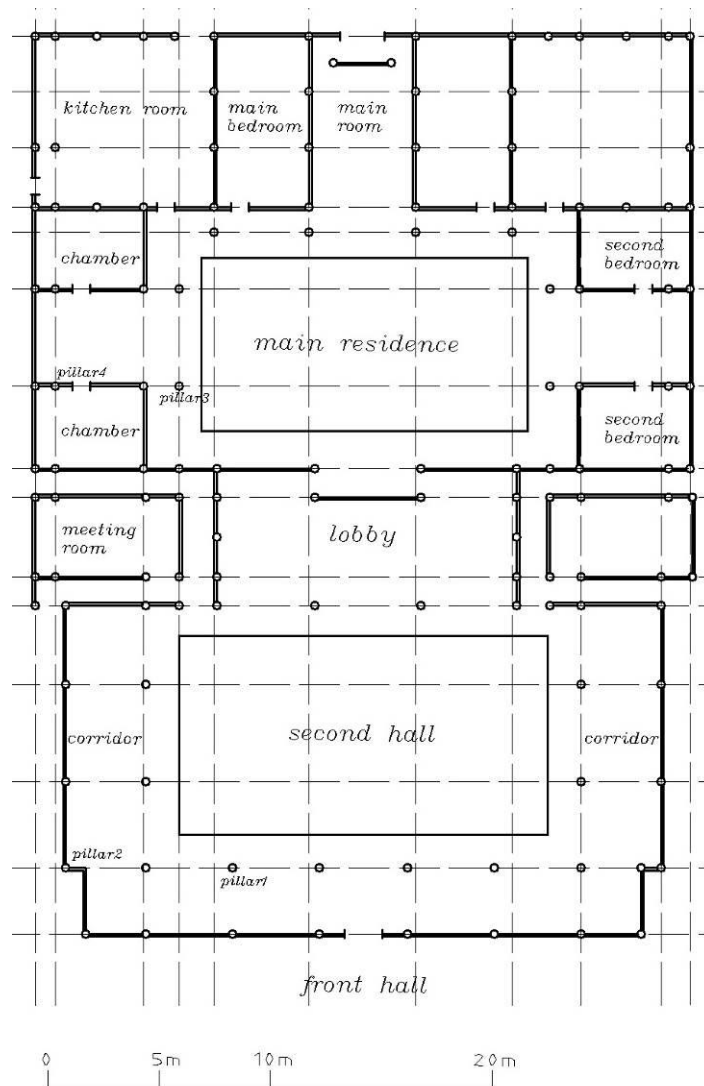 kitchen room
main
bedroom
main
room
chamber
second
bedroom
main residence
pillar4
pillar3
chamber
second
bedroom
meeting
room
lobby
second hall
corridor
corridor
pillar2
pillar1
front hall
0 5m 10m 20m